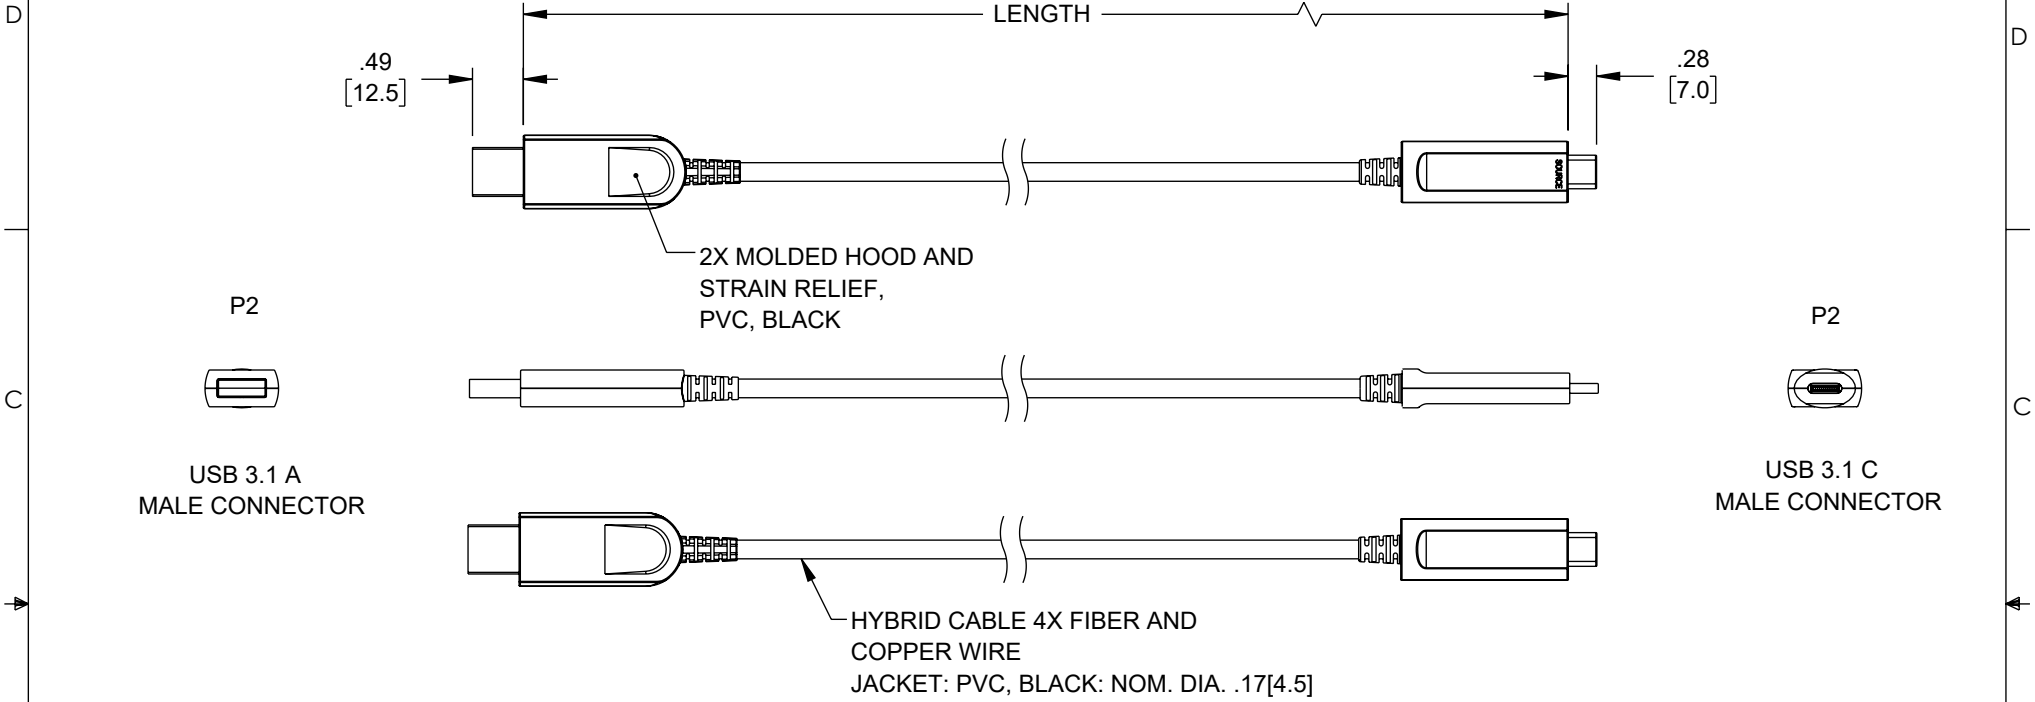 D
LENGTH
D
.49
[12.5]
.28
[7.0]
SOURCE
2X MOLDED HOOD AND
STRAIN RELIEF,
PVC, BLACK
P2
P2
C
C
USB 3.1 A
MALE CONNECTOR
USB 3.1 C
MALE CONNECTOR
HYBRID CABLE 4X FIBER AND
COPPER WIRE
JACKET: PVC, BLACK: NOM. DIA. .17[4.5]